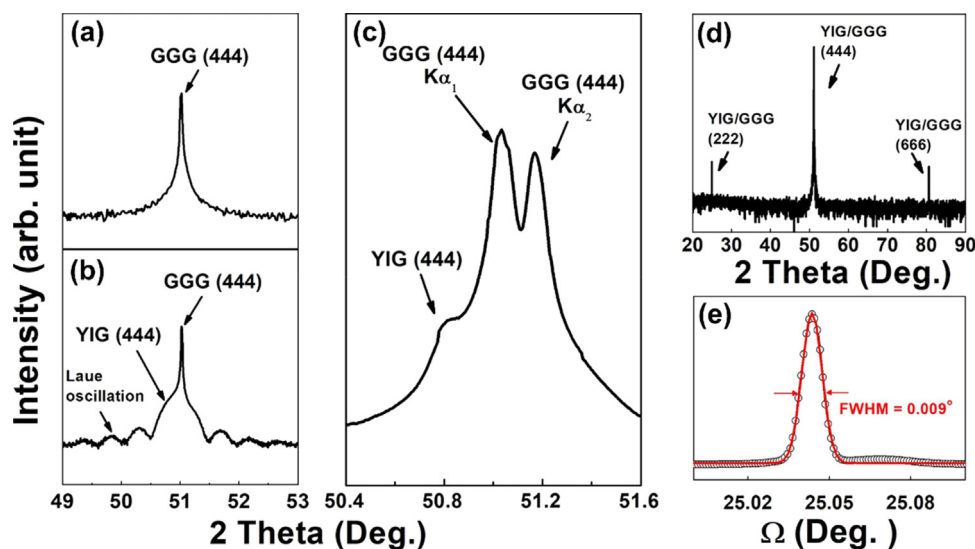 (a)
GGG (444)
(b)
GGG (444)
YIG (444)
Laue
oscillation
49 50 51 52 53
Intensity (arb. unit)
(c)
GGG (444)
Kα₁
GGG (444)
Kα₂
YIG (444)
50.4 50.8 51.2 51.6
2 Theta (Deg.)
(d)
YIG/GGG
(444)
YIG/GGG
(222)
YIG/GGG
(666)
20 30 40 50 60 70 80 90
2 Theta (Deg.)
(e)
FWHM = 0.009°
25.02 25.05 25.08
Ω (Deg.)